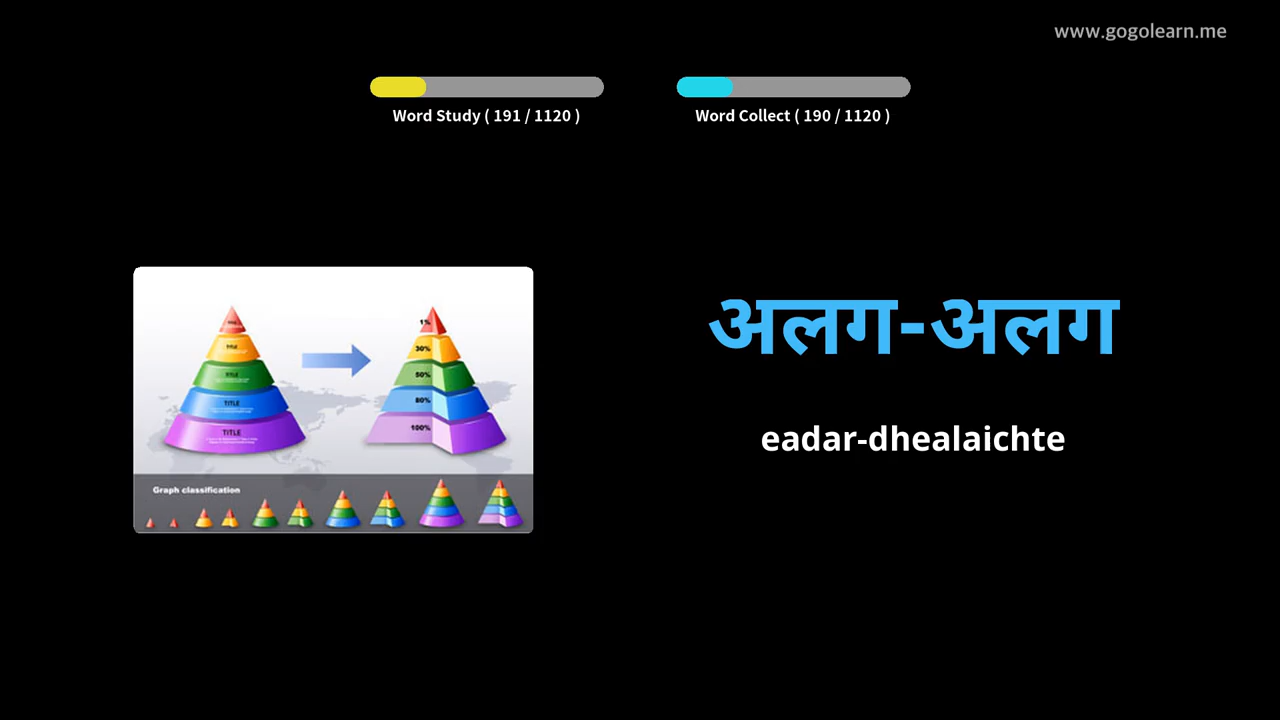 www.gogolearn.me
Word Study ( 191 / 1120 )
Word Collect ( 190 / 1120 )
अलग-अलग
eadar-dhealaichte
TITLE
TITLE
TITLE
1%
30%
50%
80%
100%
Graph classification